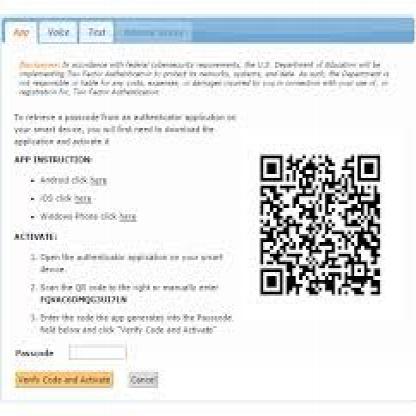 App Voice Text
Disclaimer: In accordance with federal cybersecurity requirements, the U.S. Department of Education will be
implementing Two Factor Authentication to protect its networks, systems, and data. As such, the Department is
not responsible or liable for any costs, expenses, or damages incurred by you in connection with your use of, or
registration for, Two Factor Authentication.
To retrieve a passcode from an authenticator application on
your smart device, you will first need to download the
application and activate it
APP INSTRUCTION:
Android click here
iOS click here
Windows Phone click here
ACTIVATE:
1. Open the authenticator application on your smart
device.
2. Scan the QR code to the right or manually enter
3. Enter the code the app generates into the Passcode
field below and click "Verify Code and Activate"
Passcode
Verify Code and Activate Cancel